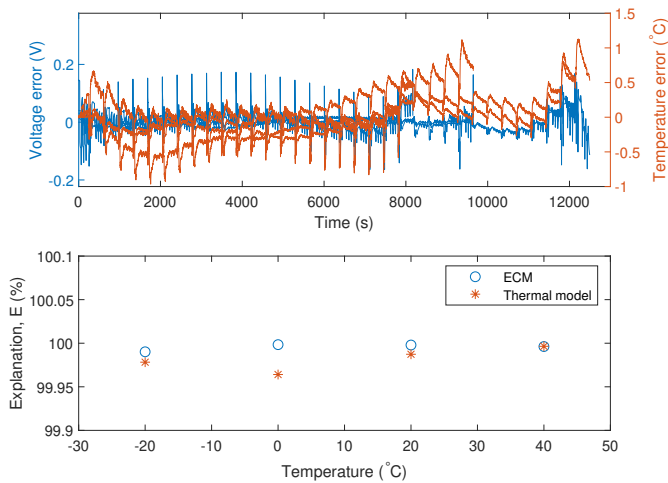 Voltage error (V)
0.2
0
-0.2
Temperature error (°C)
1.5
1
0.5
0
-0.5
-1
0 2000 4000 6000 8000 10000 12000
Time (s)
Explanation, E (%)
100.1
100.05
100
99.95
99.9
ECM
Thermal model
-30 -20 -10 0 10 20 30 40 50
Temperature (°C)